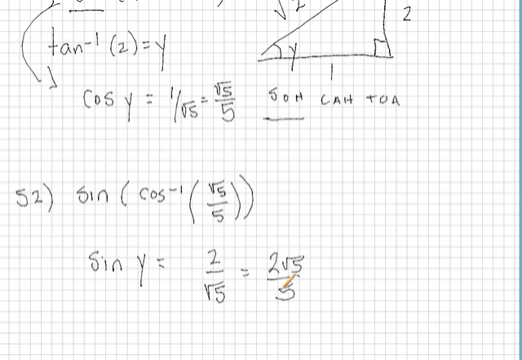 √2
2
tan⁻¹(2)=y
y
1
cos y = 1/√5 = √5/5 SOH CAH TOA
52) sin(cos⁻¹(√5/5))
sin y = 2/√5 = 2√5/5